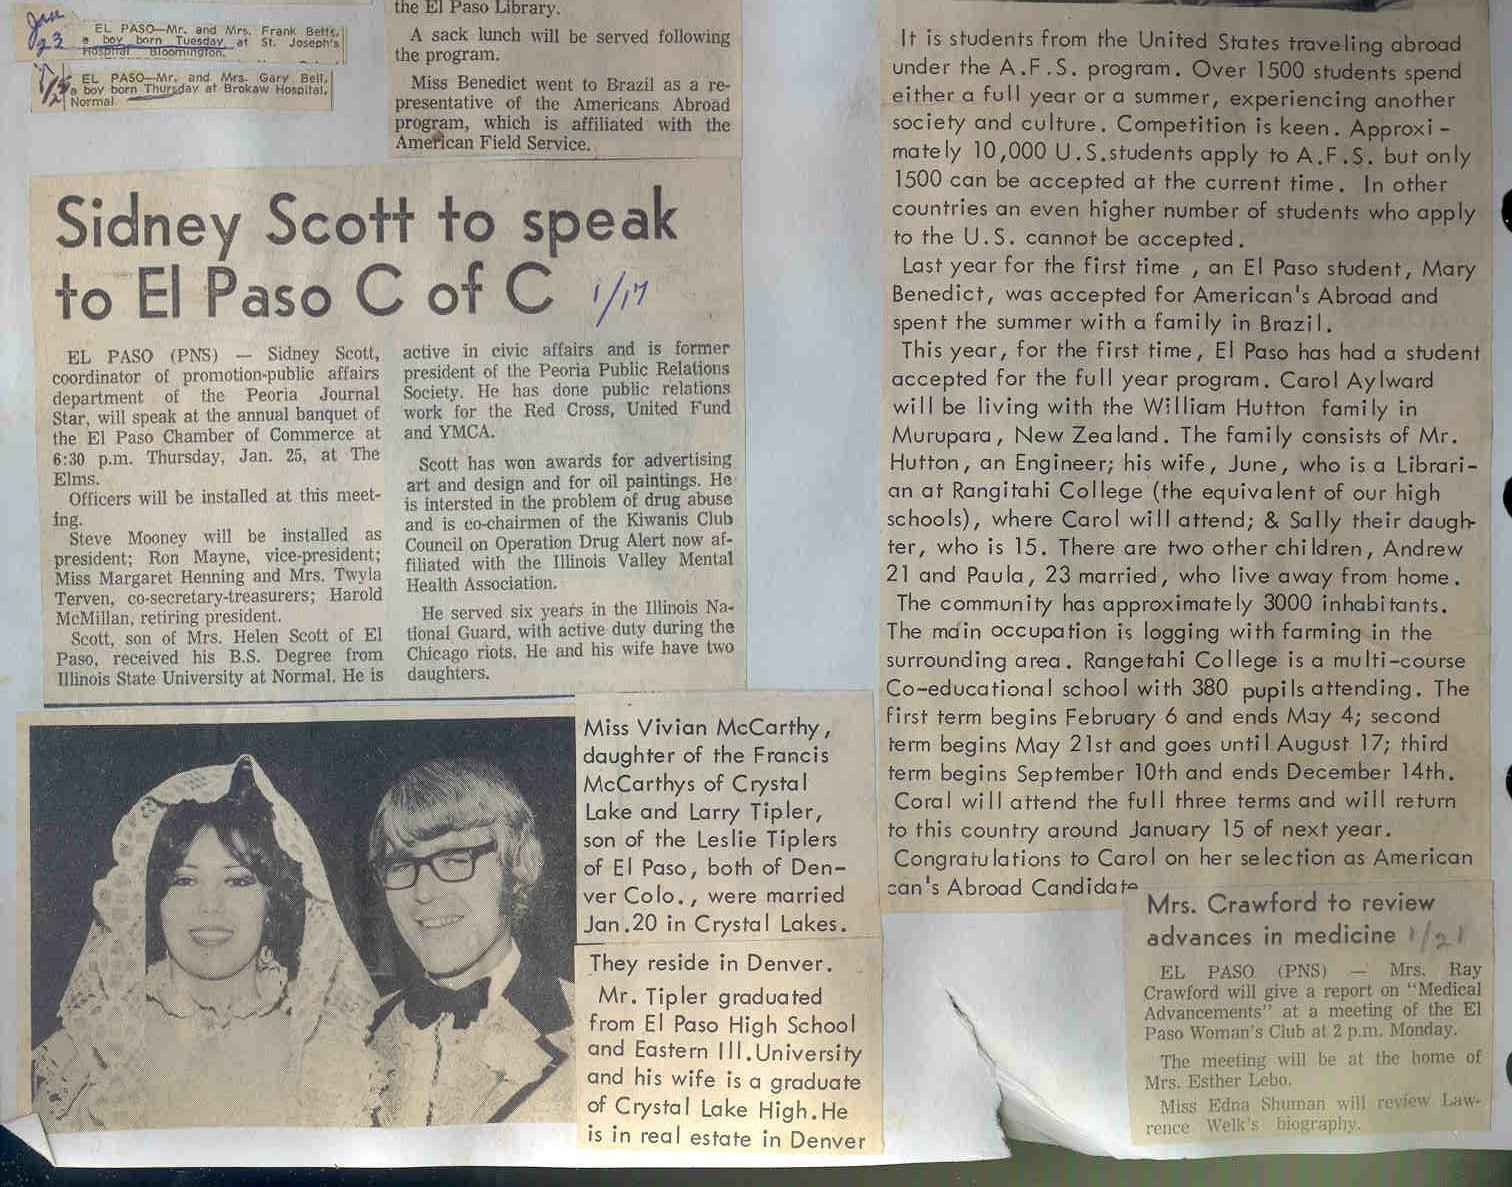 Jan
23
EL PASO—Mr. and Mrs. Frank Betts,
a boy born Tuesday at St. Joseph's
Hospital Bloomington.
1/25
EL PASO—Mr. and Mrs. Gary Bell,
a boy born Thursday at Brokaw Hospital,
Normal
the El Paso Library.
A sack lunch will be served following
the program.
Miss Benedict went to Brazil as a re-
presentative of the Americans Abroad
program, which is affiliated with the
American Field Service.
Sidney Scott to speak
to El Paso C of C 1/17
EL PASO (PNS) — Sidney Scott,
coordinator of promotion-public affairs
department of the Peoria Journal
Star, will speak at the annual banquet of
the El Paso Chamber of Commerce at
6:30 p.m. Thursday, Jan. 25, at The
Elms.
Officers will be installed at this meet-
ing.
Steve Mooney will be installed as
president; Ron Mayne, vice-president;
Miss Margaret Henning and Mrs. Twyla
Terven, co-secretary-treasurers; Harold
McMillan, retiring president.
Scott, son of Mrs. Helen Scott of El
Paso, received his B.S. Degree from
Illinois State University at Normal. He is
active in civic affairs and is former
president of the Peoria Public Relations
Society. He has done public relations
work for the Red Cross, United Fund
and YMCA.
Scott has won awards for advertising
art and design and for oil paintings. He
is intersted in the problem of drug abuse
and is co-chairmen of the Kiwanis Club
Council on Operation Drug Alert now af-
filiated with the Illinois Valley Mental
Health Association.
He served six years in the Illinois Na-
tional Guard, with active duty during the
Chicago riots. He and his wife have two
daughters.
Miss Vivian McCarthy,
daughter of the Francis
McCarthys of Crystal
Lake and Larry Tipler,
son of the Leslie Tiplers
of El Paso, both of Den-
ver Colo., were married
Jan.20 in Crystal Lakes.
They reside in Denver.
Mr. Tipler graduated
from El Paso High School
and Eastern Ill.University
and his wife is a graduate
of Crystal Lake High.He
is in real estate in Denver
It is students from the United States traveling abroad
under the A.F.S. program. Over 1500 students spend
either a full year or a summer, experiencing another
society and culture. Competition is keen. Approxi-
mately 10,000 U.S.students apply to A.F.S. but only
1500 can be accepted at the current time. In other
countries an even higher number of students who apply
to the U.S. cannot be accepted.
Last year for the first time , an El Paso student, Mary
Benedict, was accepted for American's Abroad and
spent the summer with a family in Brazil.
This year, for the first time, El Paso has had a student
accepted for the full year program. Carol Aylward
will be living with the William Hutton family in
Murupara, New Zealand. The family consists of Mr.
Hutton, an Engineer; his wife, June, who is a Librari-
an at Rangitahi College (the equivalent of our high
schools), where Carol will attend; & Sally their daugh-
ter, who is 15. There are two other children, Andrew
21 and Paula, 23 married, who live away from home.
The community has approximately 3000 inhabitants.
The main occupation is logging with farming in the
surrounding area. Rangetahi College is a multi-course
Co-educational school with 380 pupils attending. The
first term begins February 6 and ends May 4; second
term begins May 21st and goes until August 17; third
term begins September 10th and ends December 14th.
Coral will attend the full three terms and will return
to this country around January 15 of next year.
Congratulations to Carol on her selection as American
can's Abroad Candidate
Mrs. Crawford to review
advances in medicine 1/21
EL PASO (PNS) — Mrs. Ray
Crawford will give a report on "Medical
Advancements" at a meeting of the El
Paso Woman's Club at 2 p.m. Monday.
The meeting will be at the home of
Mrs. Esther Lebo.
Miss Edna Shuman will review Law-
rence Welk's biography.